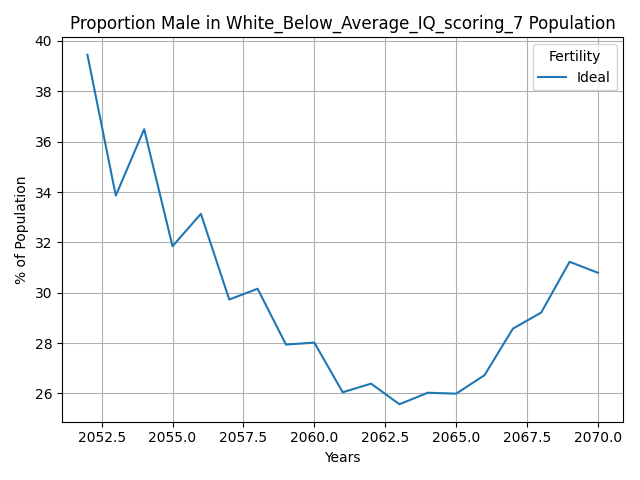 Proportion Male in White_Below_Average_IQ_scoring_7 Population
% of Population
40
38
36
34
32
30
28
26
Fertility
Ideal
2052.5 2055.0 2057.5 2060.0 2062.5 2065.0 2067.5 2070.0
Years